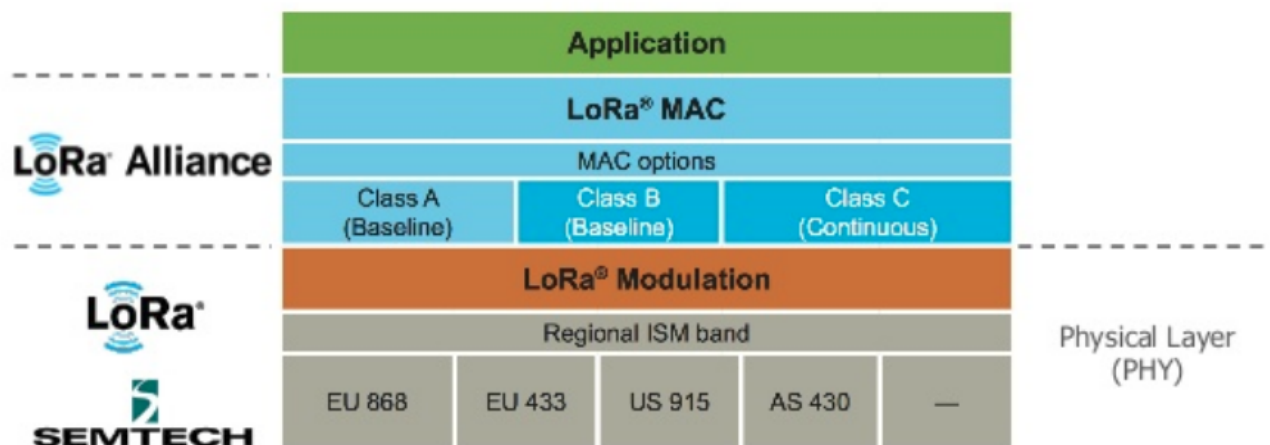 Application
LoRa® MAC
LoRa Alliance
MAC options
Class A
(Baseline)
Class B
(Baseline)
Class C
(Continuous)
LoRa® Modulation
LoRa®
Regional ISM band
Physical Layer
(PHY)
EU 868
EU 433
US 915
AS 430
—
SEMTECH